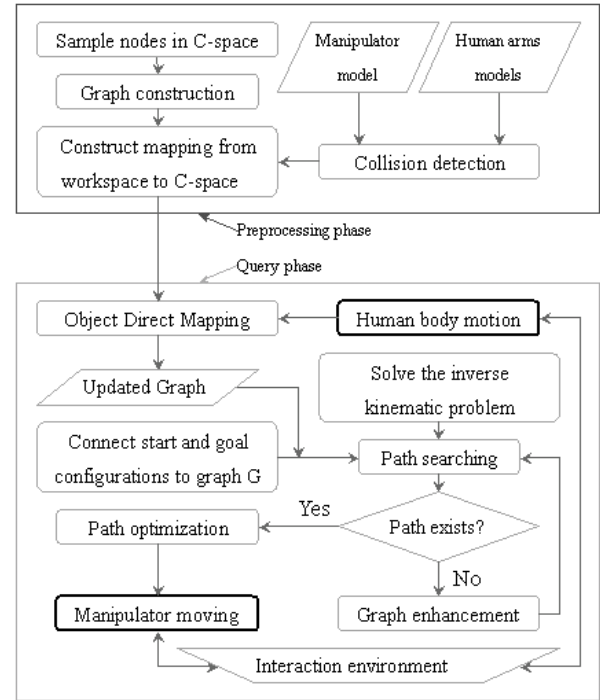 Sample nodes in C-space
Manipulator
model
Human arms
models
Graph construction
Construct mapping from
workspace to C-space
Collision detection
Preprocessing phase
Query phase
Object Direct Mapping
Human body motion
Updated Graph
Solve the inverse
kinematic problem
Connect start and goal
configurations to graph G
Path searching
Yes
Path optimization
Path exists?
No
Manipulator moving
Graph enhancement
Interaction environment